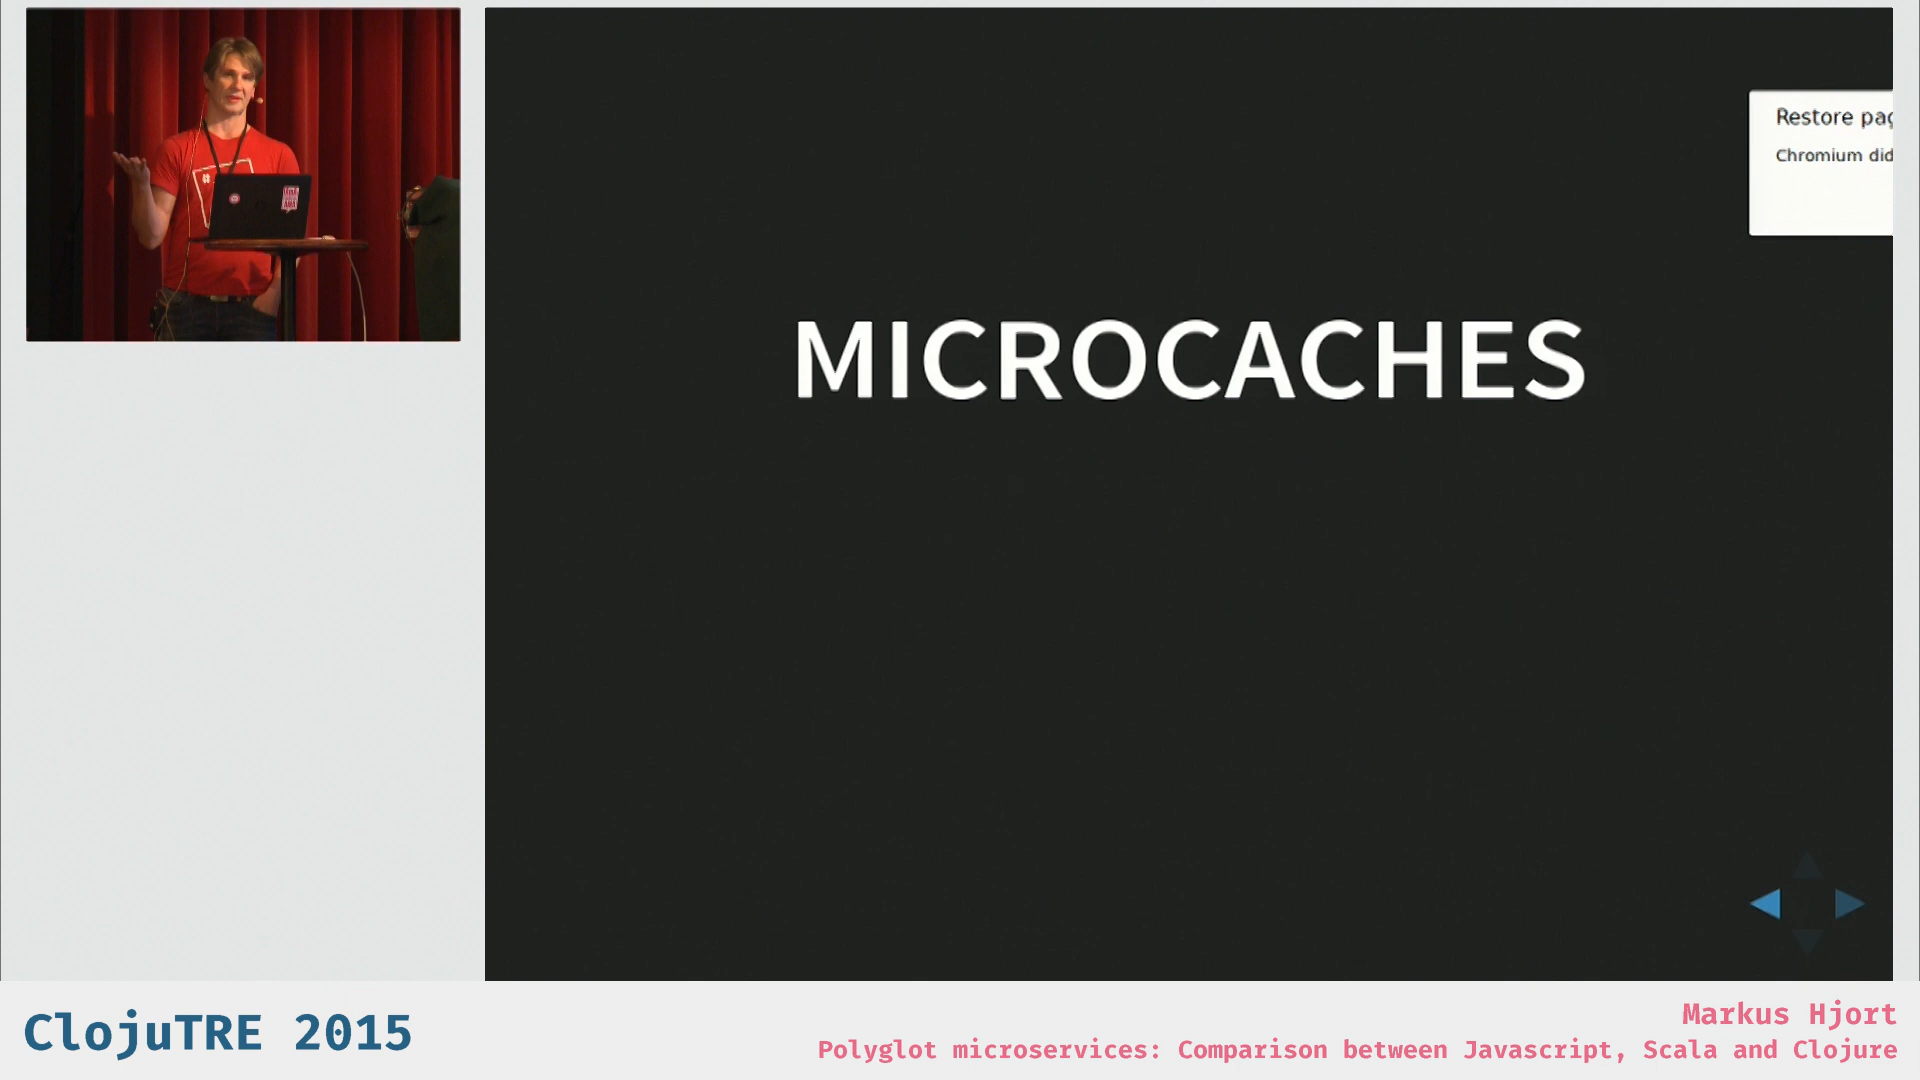 Restore pag
Chromium did
MICROCACHES
ClojuTRE 2015
Markus Hjort
Polyglot microservices: Comparison between Javascript, Scala and Clojure